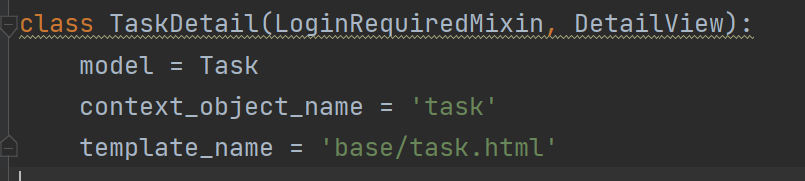 class TaskDetail(LoginRequiredMixin, DetailView):
    model = Task
    context_object_name = 'task'
    template_name = 'base/task.html'